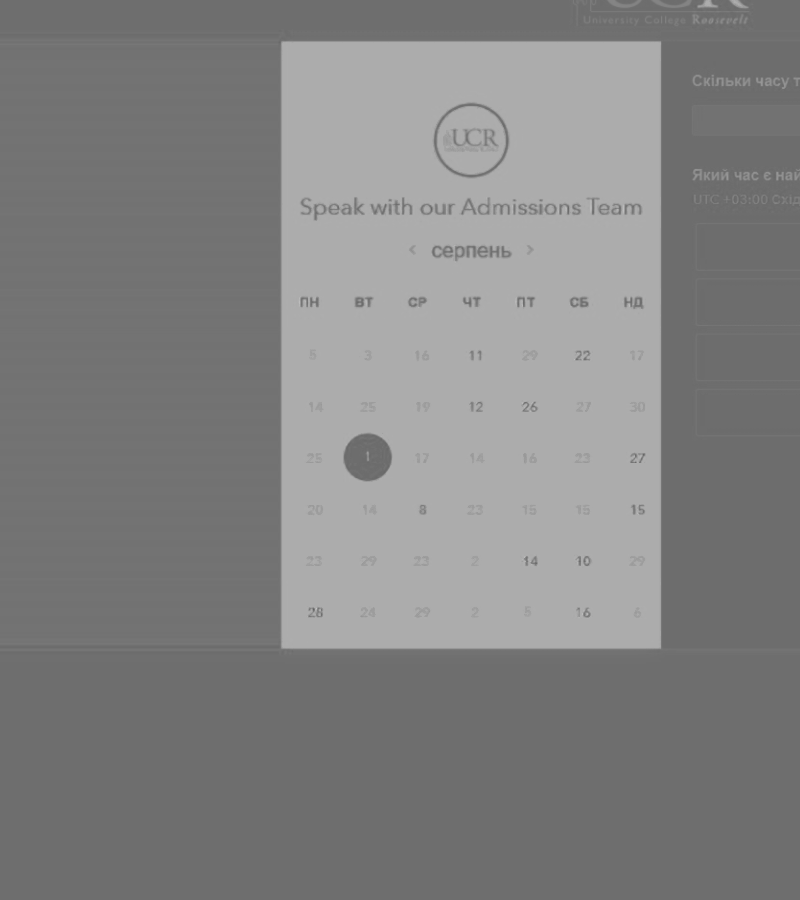 UCR
University College Roosevelt
UCR
Speak with our Admissions Team
< серпень >
ПН ВТ СР ЧТ ПТ СБ НД
5 3 16 11 29 22 17
14 25 19 12 26 27 30
25 1 17 14 16 23 27
20 14 8 23 15 15 15
23 29 23 2 14 10 29
28 24 29 2 5 16 6
Скільки часу т
Який час є най
UTC +03:00 Схід